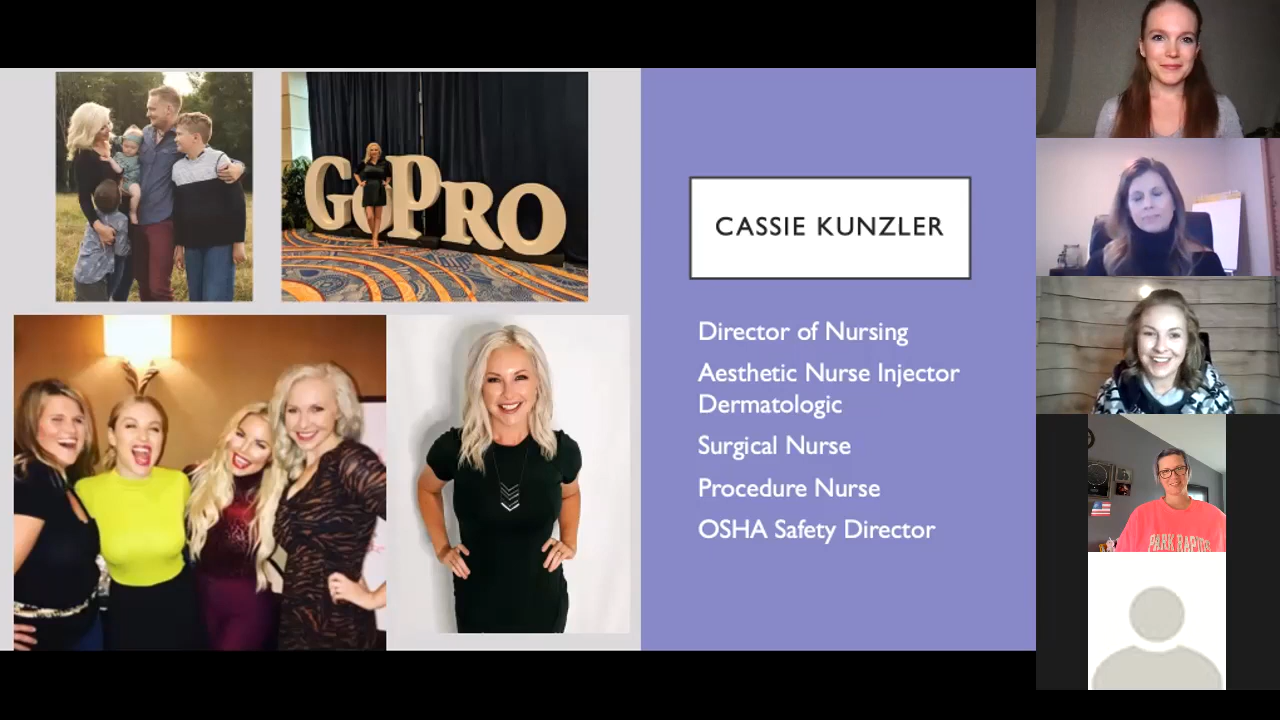 GoPRO
CASSIE KUNZLER
Director of Nursing
Aesthetic Nurse Injector
Dermatologic
Surgical Nurse
Procedure Nurse
OSHA Safety Director
PARK RAPIDS